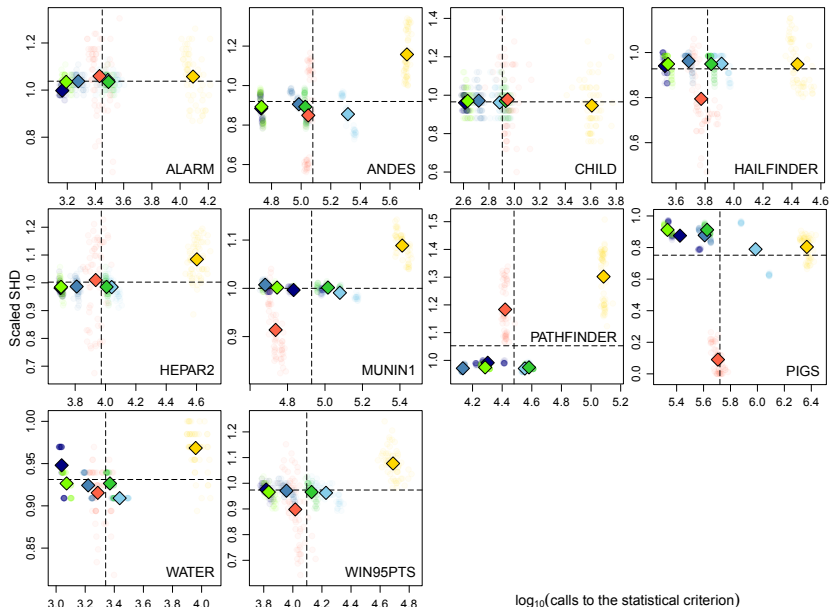 0.8 1.0 1.2
3.2 3.4 3.6 3.8 4.0 4.2
ALARM
0.6 0.8 1.0 1.2
4.8 5.0 5.2 5.4 5.6
ANDES
0.6 0.8 1.0 1.2 1.4
2.6 2.8 3.0 3.2 3.4 3.6 3.8
CHILD
0.4 0.6 0.8 1.0 1.2
3.6 3.8 4.0 4.2 4.4 4.6
HAILFINDER
Scaled SHD
0.7 0.8 0.9 1.0 1.1 1.2
3.8 4.0 4.2 4.4 4.6
HEPAR2
0.9 1.0 1.1
4.8 5.0 5.2 5.4
MUNIN1
1.0 1.1 1.2 1.3 1.4 1.5
4.2 4.4 4.6 4.8 5.0 5.2
PATHFINDER
0.0 0.2 0.4 0.6 0.8 1.0
5.4 5.6 5.8 6.0 6.2 6.4
PIGS
0.85 0.90 0.95 1.00
3.0 3.2 3.4 3.6 3.8 4.0
WATER
0.7 0.8 0.9 1.0 1.1 1.2
3.8 4.0 4.2 4.4 4.6 4.8
WIN95PTS
log₁₀(calls to the statistical criterion)